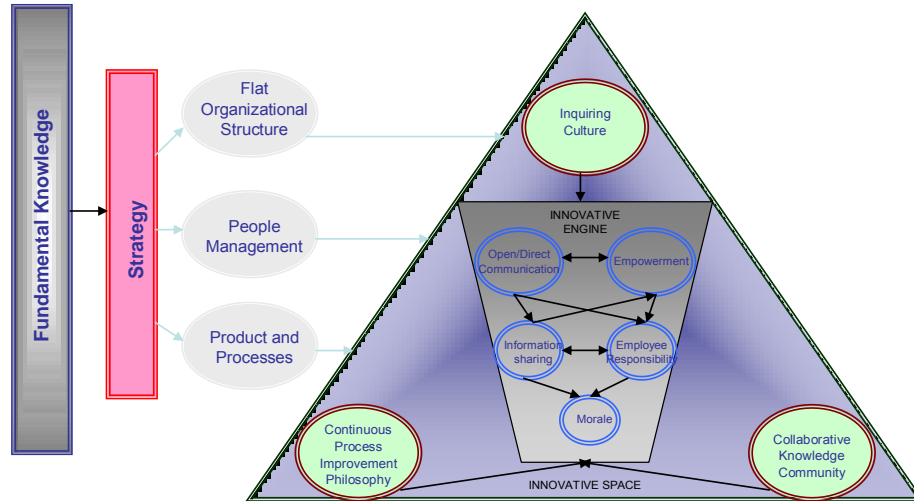 Fundamental Knowledge
Strategy
Flat
Organizational
Structure
People
Management
Product and
Processes
Inquiring
Culture
INNOVATIVE
ENGINE
Open/Direct
Communication
Empowerment
Information
sharing
Employee
Responsibility
Morale
Continuous
Process
Improvement
Philosophy
Collaborative
Knowledge
Community
INNOVATIVE SPACE